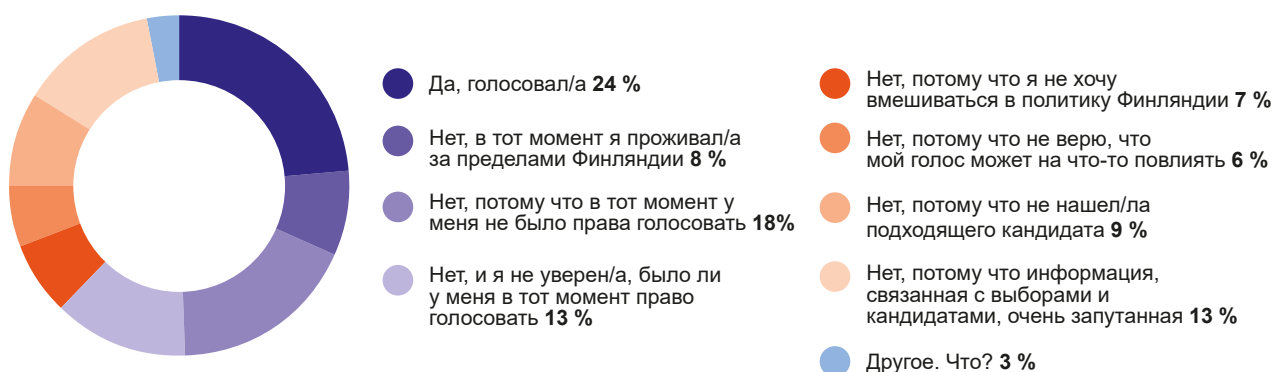 Да, голосовал/а 24 %
Нет, в тот момент я проживал/а
за пределами Финляндии 8 %
Нет, потому что в тот момент у
меня не было права голосовать 18%
Нет, и я не уверен/а, было ли
у меня в тот момент право
голосовать 13 %
Нет, потому что я не хочу
вмешиваться в политику Финляндии 7 %
Нет, потому что не верю, что
мой голос может на что-то повлиять 6 %
Нет, потому что не нашел/ла
подходящего кандидата 9 %
Нет, потому что информация,
связанная с выборами и
кандидатами, очень запутанная 13 %
Другое. Что? 3 %